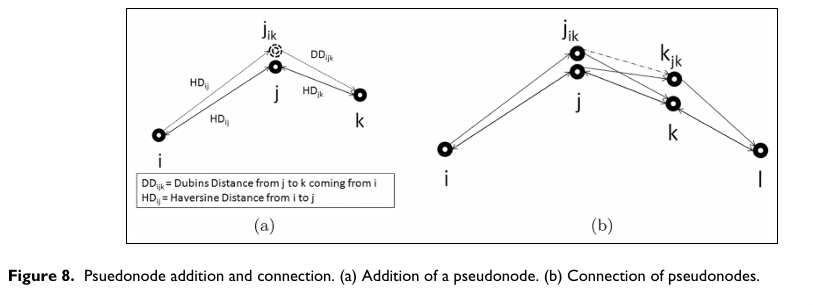 j_ik
DD_ijk
HD_ij
j
HD_jk
HD_ij
k
i
DD_ijk = Dubins Distance from j to k coming from i
HD_ij = Haversine Distance from i to j
(a)
j_ik
k_jk
j
k
i
l
(b)
Figure 8. Psuedonode addition and connection. (a) Addition of a pseudonode. (b) Connection of pseudonodes.